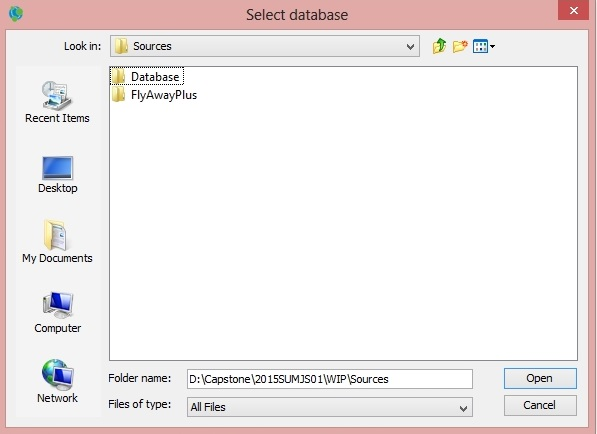 Select database
Look in: Sources
Database
FlyAwayPlus
Recent Items
Desktop
My Documents
Computer
Network
Folder name: D:\Capstone\2015SUMJS01\WIP\Sources Open
Files of type: All Files Cancel